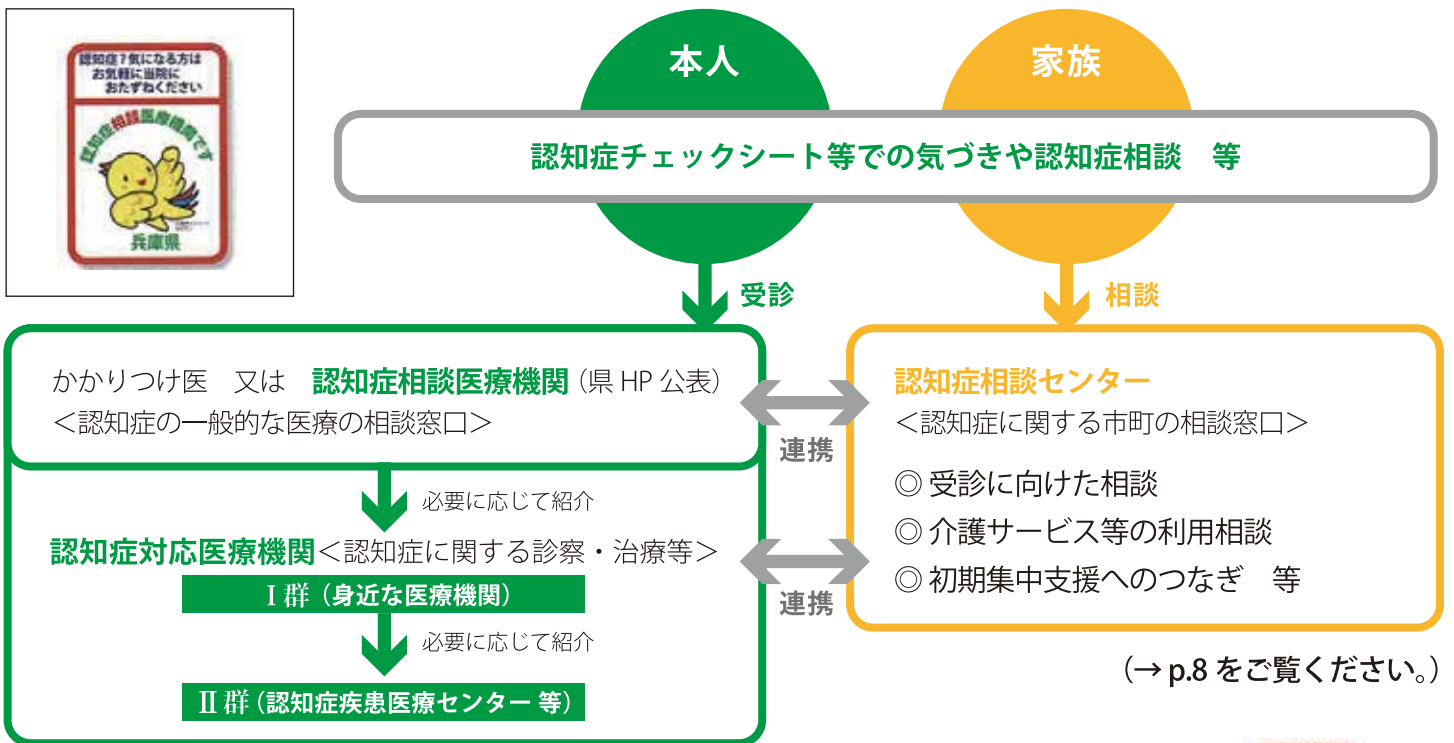 認知症？気になる方は
お気軽に当院に
おたずねください
認知症相談医療機関です
兵庫県
本人
家族
認知症チェックシート等での気づきや認知症相談　等
受診
相談
かかりつけ医　又は　認知症相談医療機関（県 HP 公表）
＜認知症の一般的な医療の相談窓口＞
必要に応じて紹介
認知症対応医療機関＜認知症に関する診察・治療等＞
Ⅰ群（身近な医療機関）
必要に応じて紹介
Ⅱ群（認知症疾患医療センター 等）
連携
連携
認知症相談センター
＜認知症に関する市町の相談窓口＞
◎ 受診に向けた相談
◎ 介護サービス等の利用相談
◎ 初期集中支援へのつなぎ　等
（→ p.8 をご覧ください。）